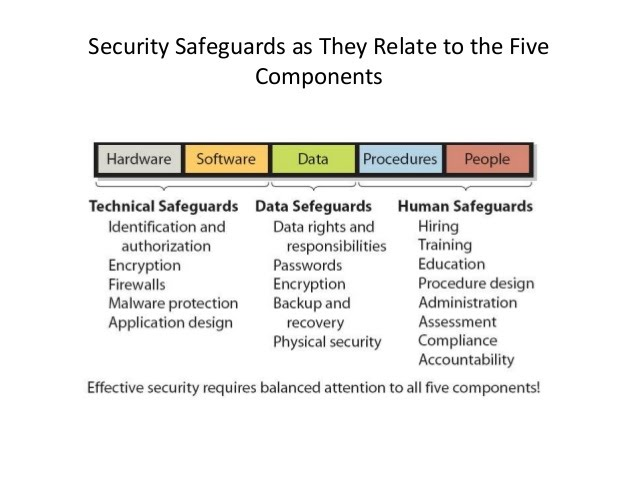 Security Safeguards as They Relate to the Five
Components
Hardware Software Data Procedures People
Technical Safeguards
Identification and
authorization
Encryption
Firewalls
Malware protection
Application design
Data Sefeguards
Data rights and
responsibilities
Passwords
Encryption
Backup and
recovery
Physical security
Human Safeguards
Hiring
Training
Education
Procedure design
Administration
Assessment
Compliance
Accountability
Effective security requires balanced attention to all five components!